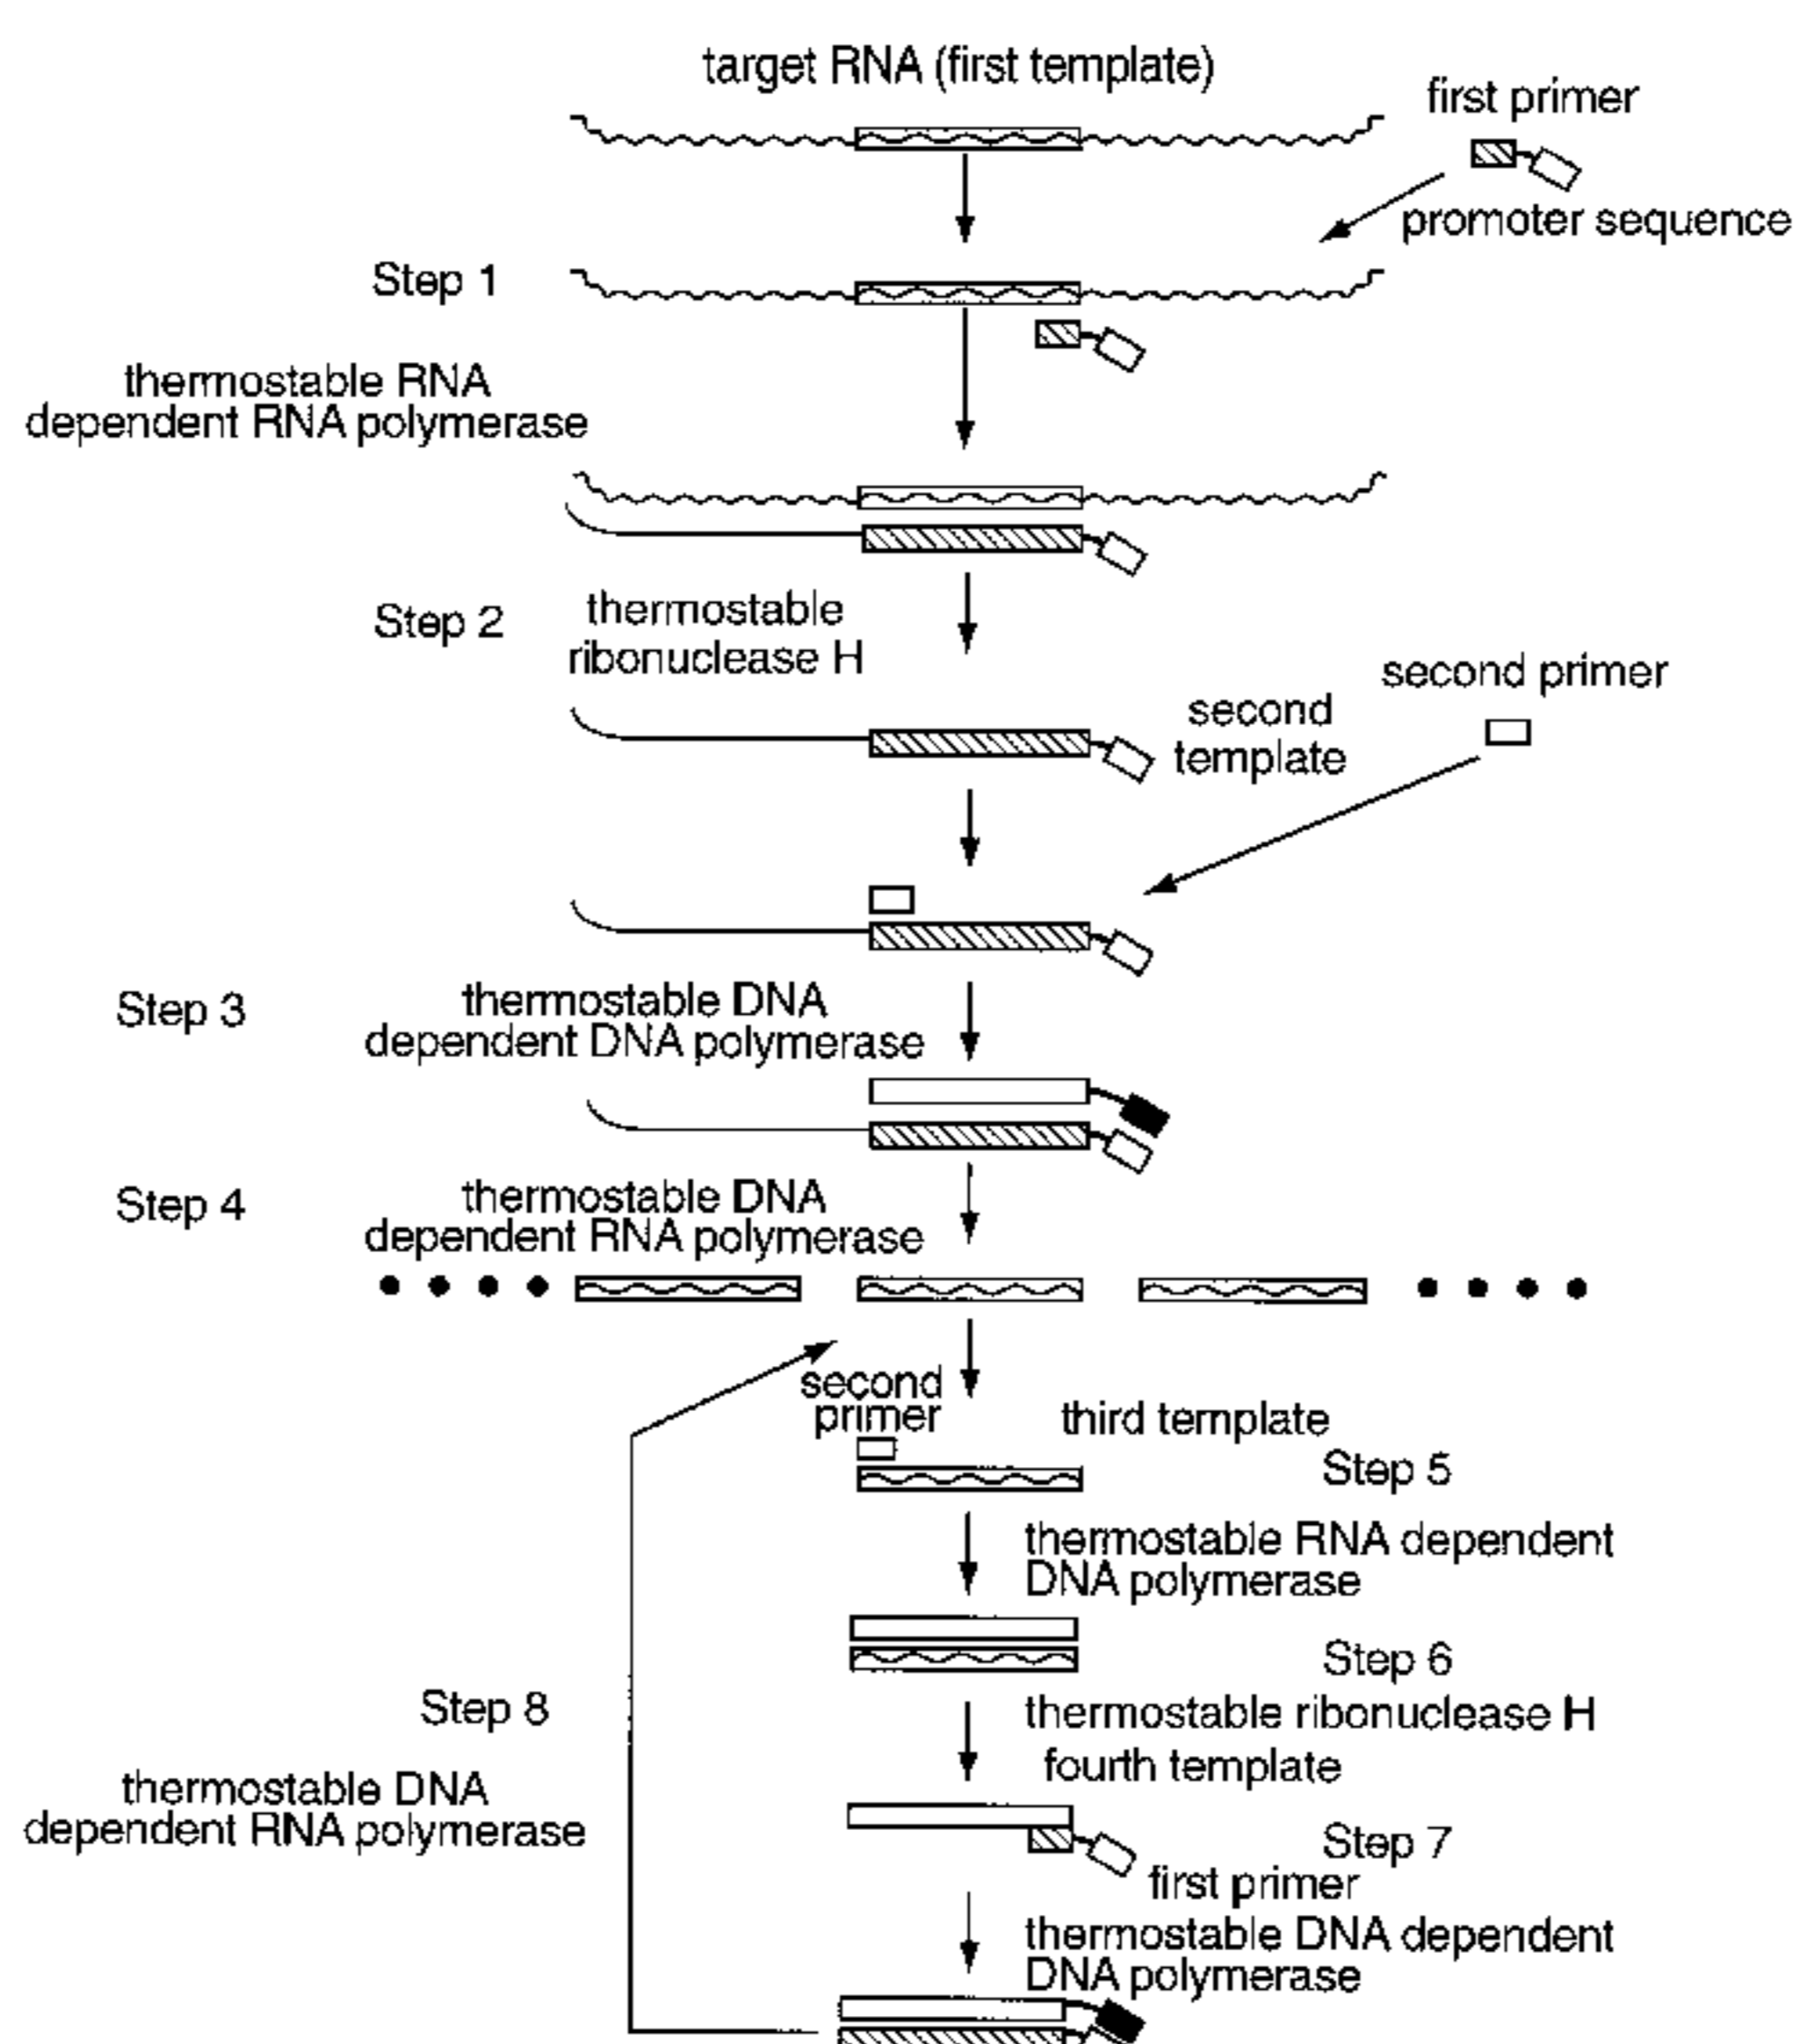 target RNA (first template)
first primer
promoter sequence
Step 1
thermostable RNA
dependent RNA polymerase
Step 2
thermostable
ribonuclease H
second primer
second
template
Step 3
thermostable DNA
dependent DNA polymerase
Step 4
thermostable DNA
dependent RNA polymerase
second
primer
third template
Step 5
thermostable RNA dependent
DNA polymerase
Step 6
thermostable ribonuclease H
fourth template
Step 8
thermostable DNA
dependent RNA polymerase
Step 7
first primer
thermostable DNA dependent
DNA polymerase